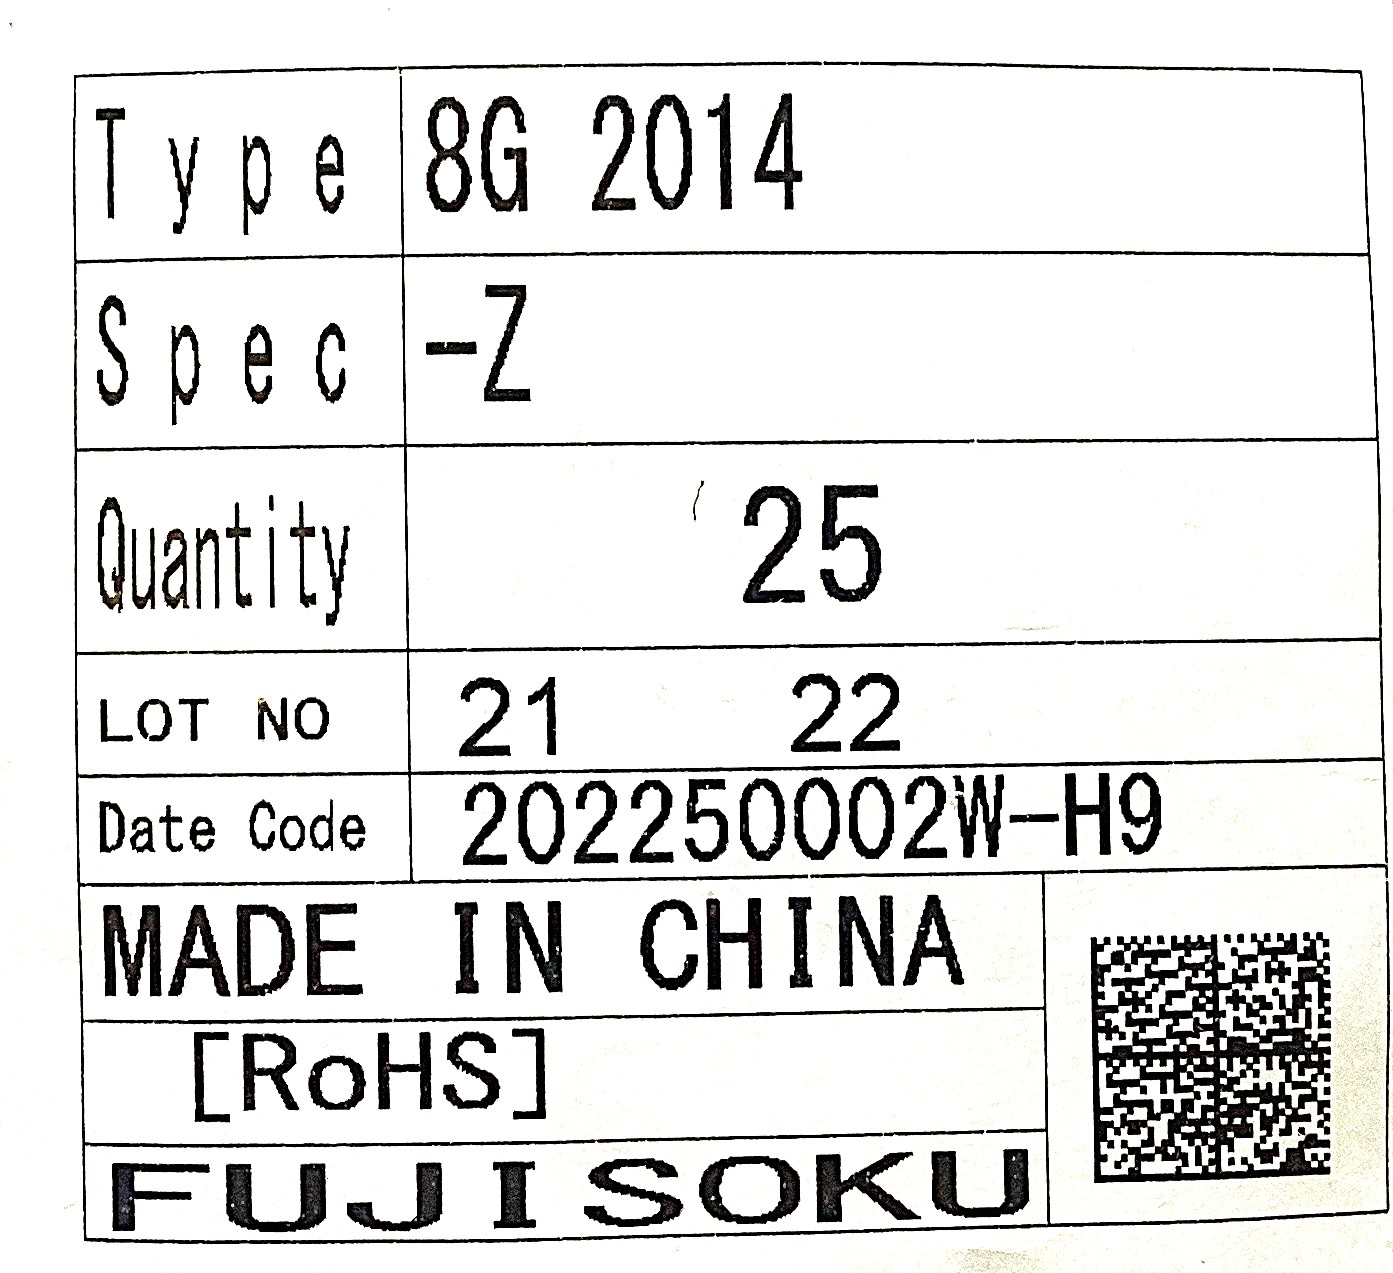 Type 8G 2014
Spec -Z
Quantity 25
LOT NO 21 22
Date Code 202250002W-H9
MADE IN CHINA
[RoHS]
FUJISOKU